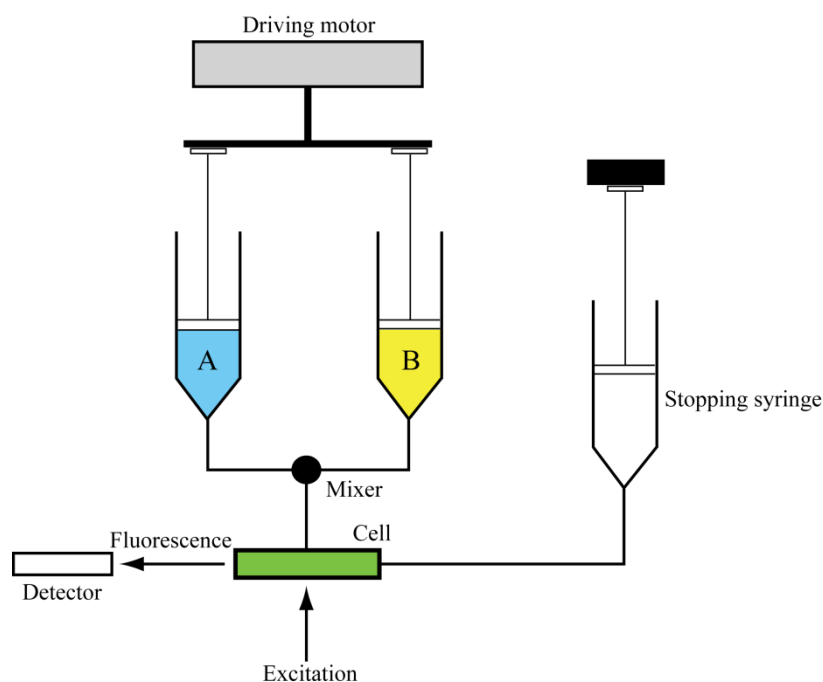 Driving motor
A
B
Stopping syringe
Mixer
Cell
Fluorescence
Detector
Excitation